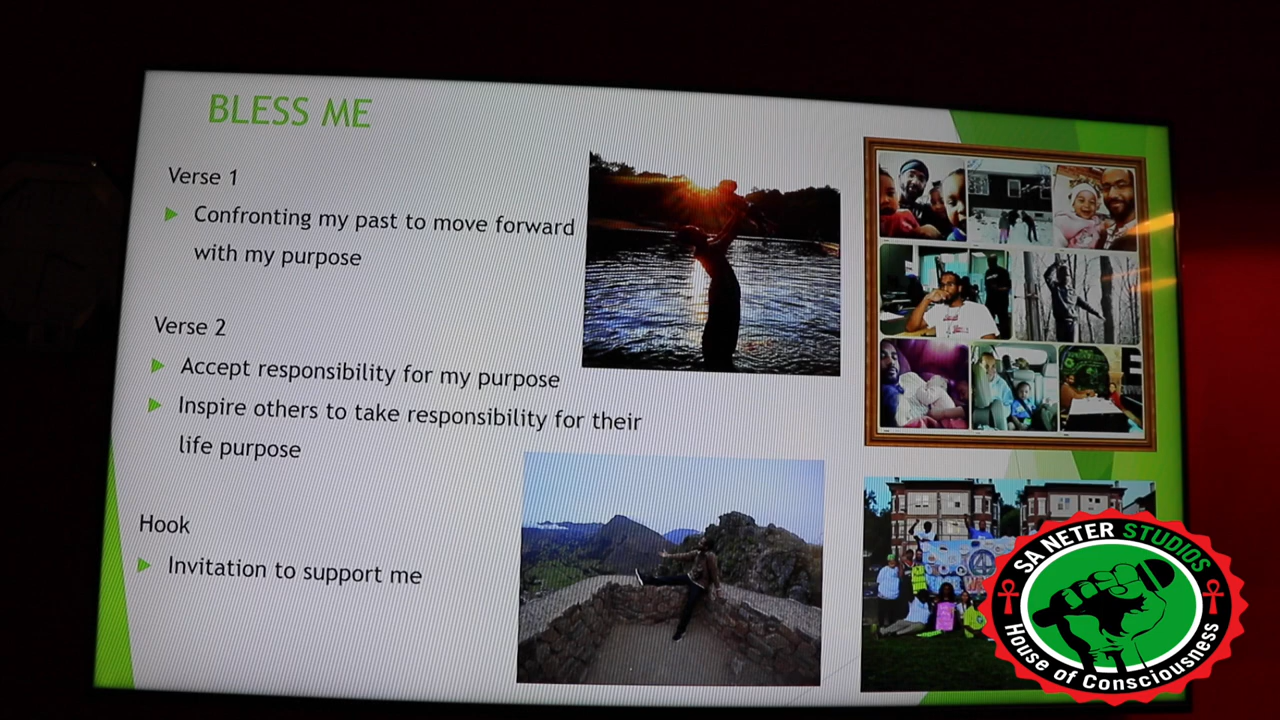 BLESS ME
Verse 1
Confronting my past to move forward
with my purpose
Verse 2
Accept responsibility for my purpose
Inspire others to take responsibility for their
life purpose
Hook
Invitation to support me
SA NETER STUDIOS
House of Consciousness